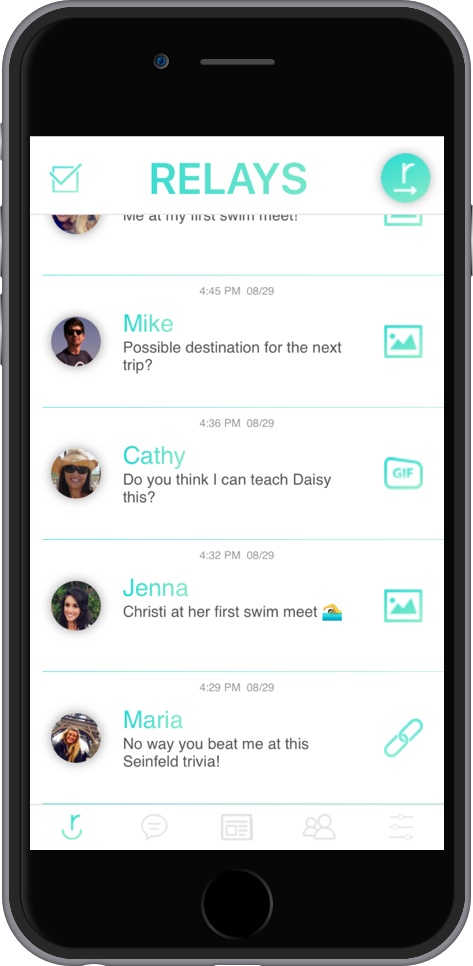 RELAYS
r
Me at my first swim meet!
4:45 PM 08/29
Mike
Possible destination for the next
trip?
4:36 PM 08/29
Cathy
Do you think I can teach Daisy
this?
GIF
4:32 PM 08/29
Jenna
Christi at her first swim meet 🏊
4:29 PM 08/29
Maria
No way you beat me at this
Seinfeld trivia!
r